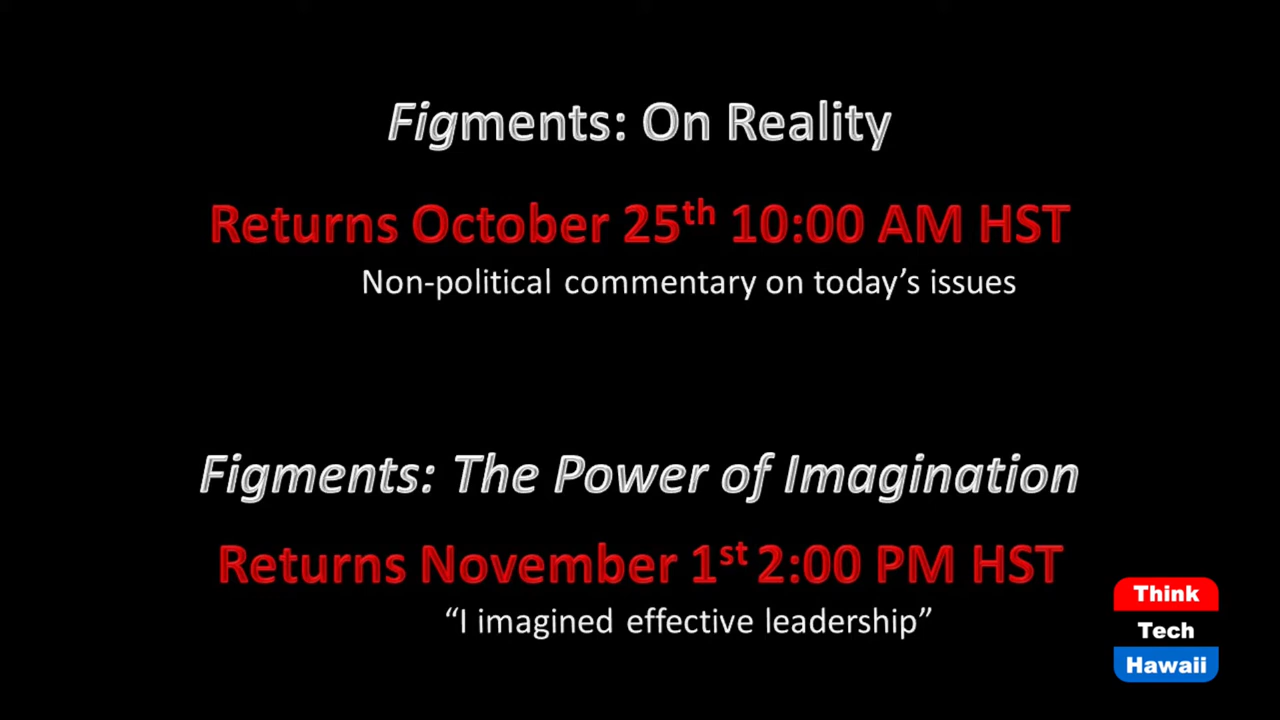 Figments: On Reality
Returns October 25th 10:00 AM HST
Non-political commentary on today’s issues
Figments: The Power of Imagination
Returns November 1st 2:00 PM HST
“I imagined effective leadership”
Think
Tech
Hawaii